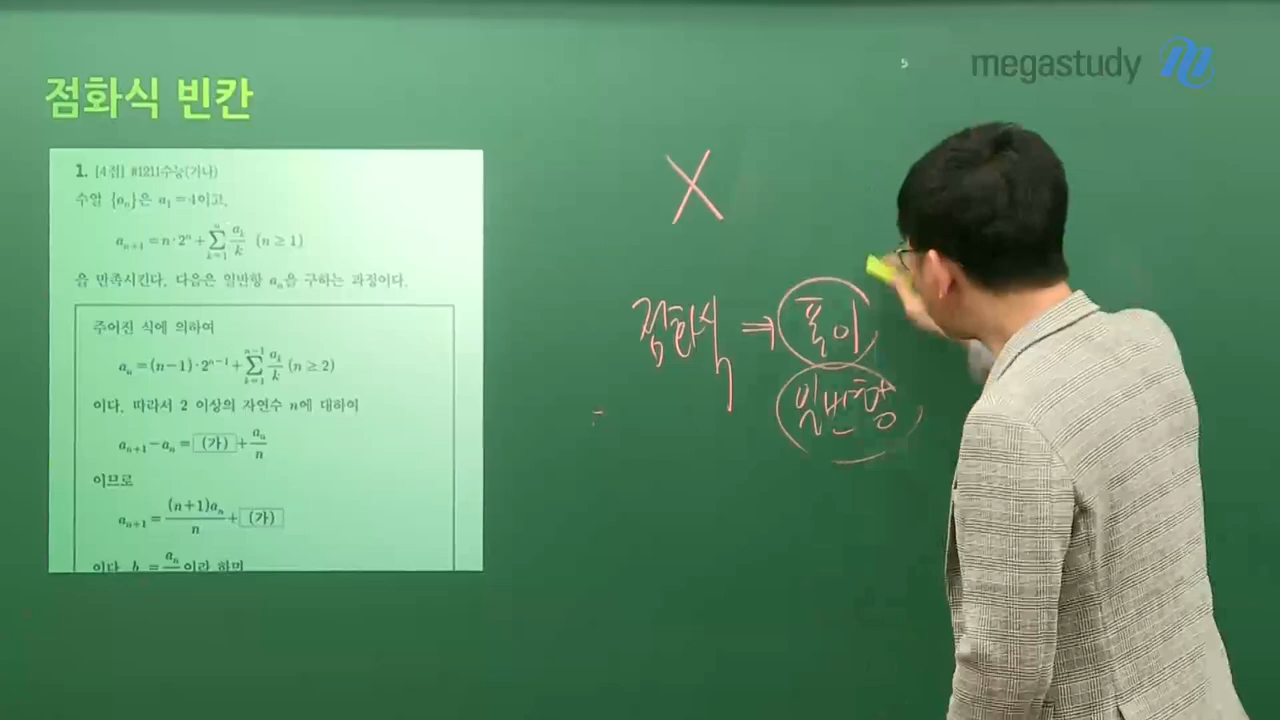 megastudy
점화식 빈칸
1. [4점] #1211수능(가나)
수열 {aₙ}은 a₁=4이고,
aₙ₊₁ = n·2ⁿ + ∑ₖ₌₁ⁿ aₖ/k (n ≥ 1)
을 만족시킨다. 다음은 일반항 aₙ을 구하는 과정이다.
주어진 식에 의하여
aₙ = (n−1)·2ⁿ⁻¹ + ∑ₖ₌₁ⁿ⁻¹ aₖ/k (n ≥ 2)
이다. 따라서 2 이상의 자연수 n에 대하여
aₙ₊₁ − aₙ = (가) + aₙ/n
이므로
aₙ₊₁ = (n+1)aₙ/n + (가)
X
점화식 ⇒ 풀이
일반항